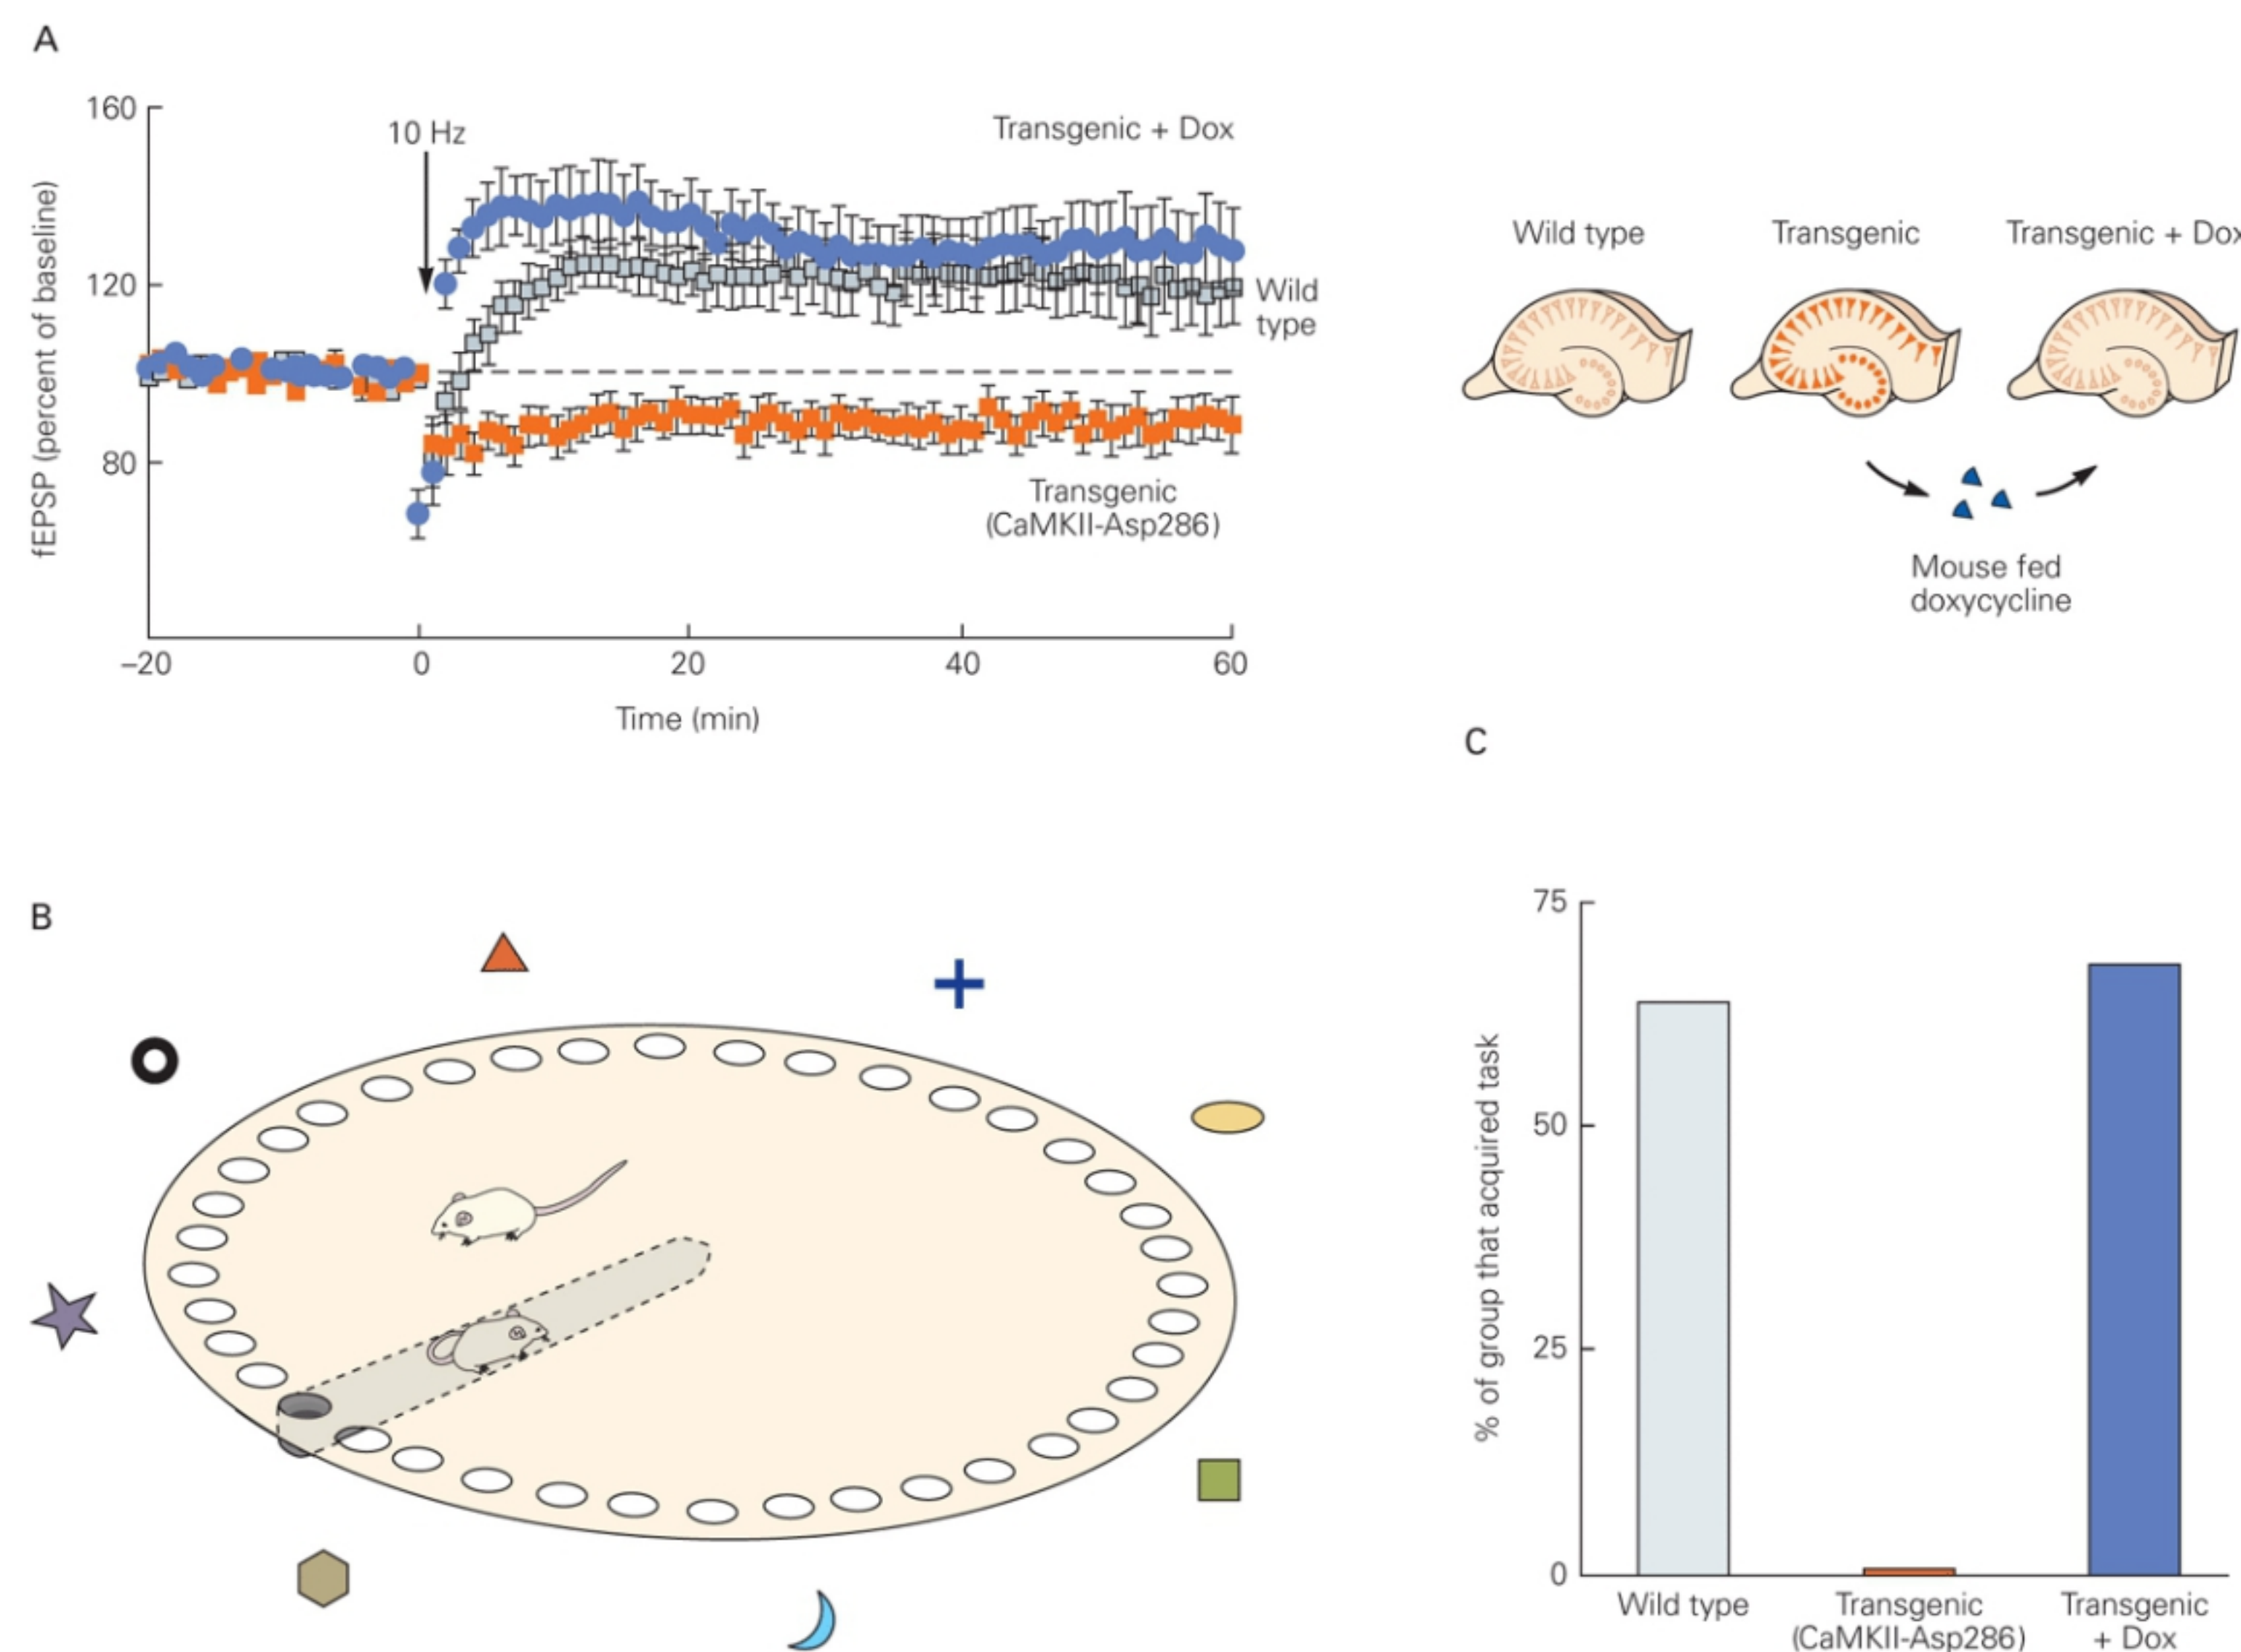 A
160
120
80
fEPSP (percent of baseline)
10 Hz
Transgenic + Dox
Wild
type
Transgenic
(CaMKII-Asp286)
–20
0
20
40
60
Time (min)
Wild type
Transgenic
Transgenic + Dox
Mouse fed
doxycycline
B
C
75
50
25
0
% of group that acquired task
Wild type
Transgenic
(CaMKII-Asp286)
Transgenic
+ Dox